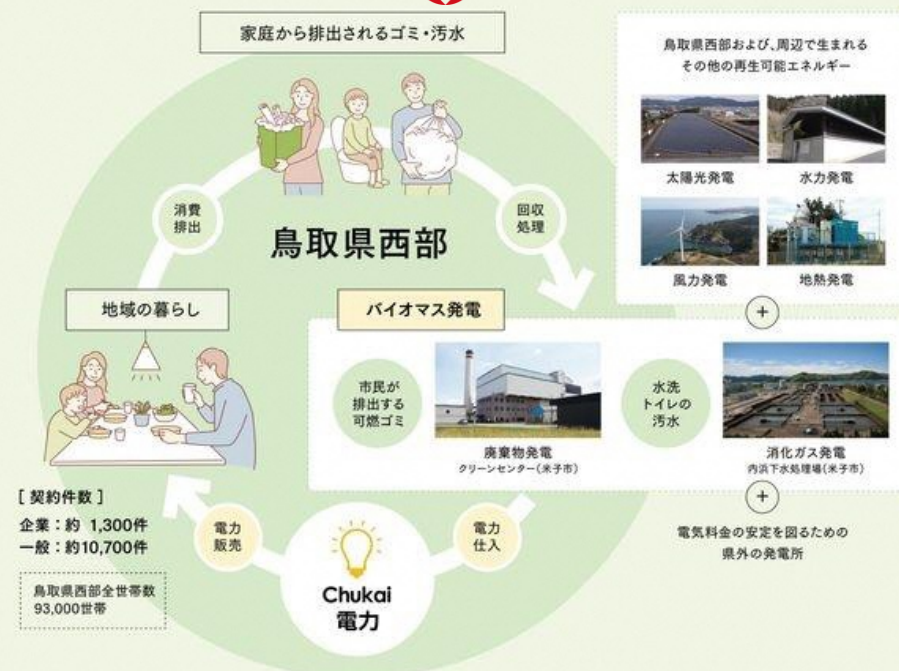 家庭から排出されるゴミ・汚水
鳥取県西部および、周辺で生まれる
その他の再生可能エネルギー
太陽光発電
水力発電
風力発電
地熱発電
+
消費
排出
回収
処理
鳥取県西部
地域の暮らし
バイオマス発電
市民が
排出する
可燃ゴミ
廃棄物発電
クリーンセンター(米子市)
水洗
トイレの
汚水
消化ガス発電
内浜下水処理場(米子市)
+
電気料金の安定を図るための
県外の発電所
電力
仕入
Chukai
電力
電力
販売
[ 契約件数 ]
企業：約 1,300件
一般：約10,700件
鳥取県西部全世帯数
93,000世帯